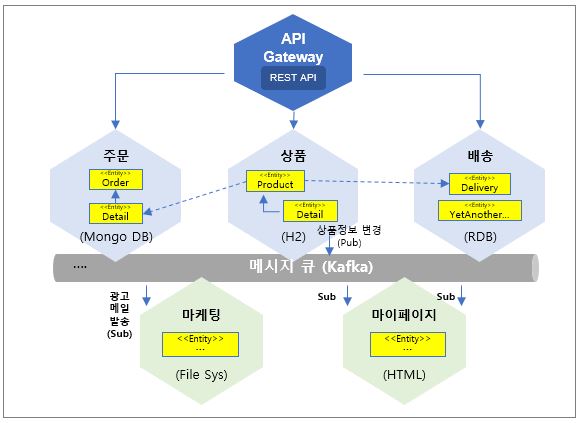 API
Gateway
REST API
주문
<<Entity>>
Order
<<Entity>>
Detail
(Mongo DB)
상품
<<Entity>>
Product
<<Entity>>
Detail
(H2)
상품정보 변경
(Pub)
배송
<<Entity>>
Delivery
<<Entity>>
YetAnother...
(RDB)
....
메시지 큐 (Kafka)
광고
메일
발송
(Sub)
마케팅
<<Entity>>
...
(File Sys)
Sub
마이페이지
<<Entity>>
...
(HTML)
Sub